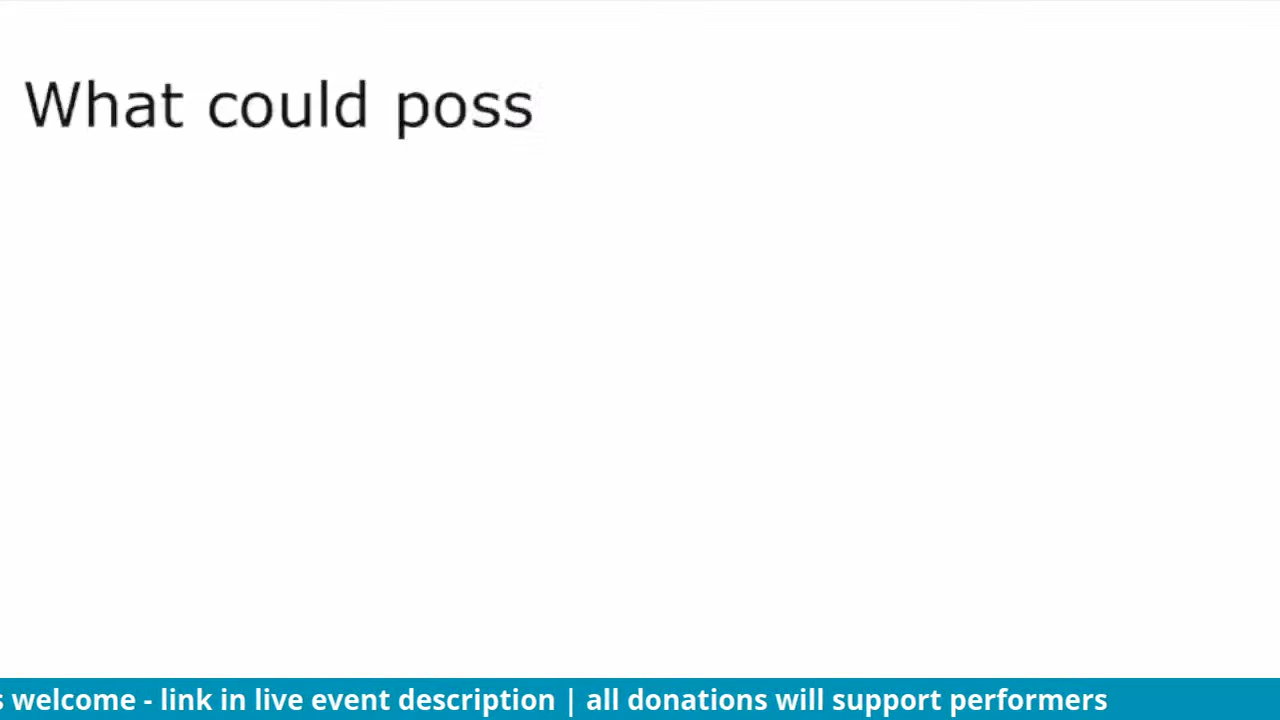 What could poss
s welcome - link in live event description | all donations will support performers